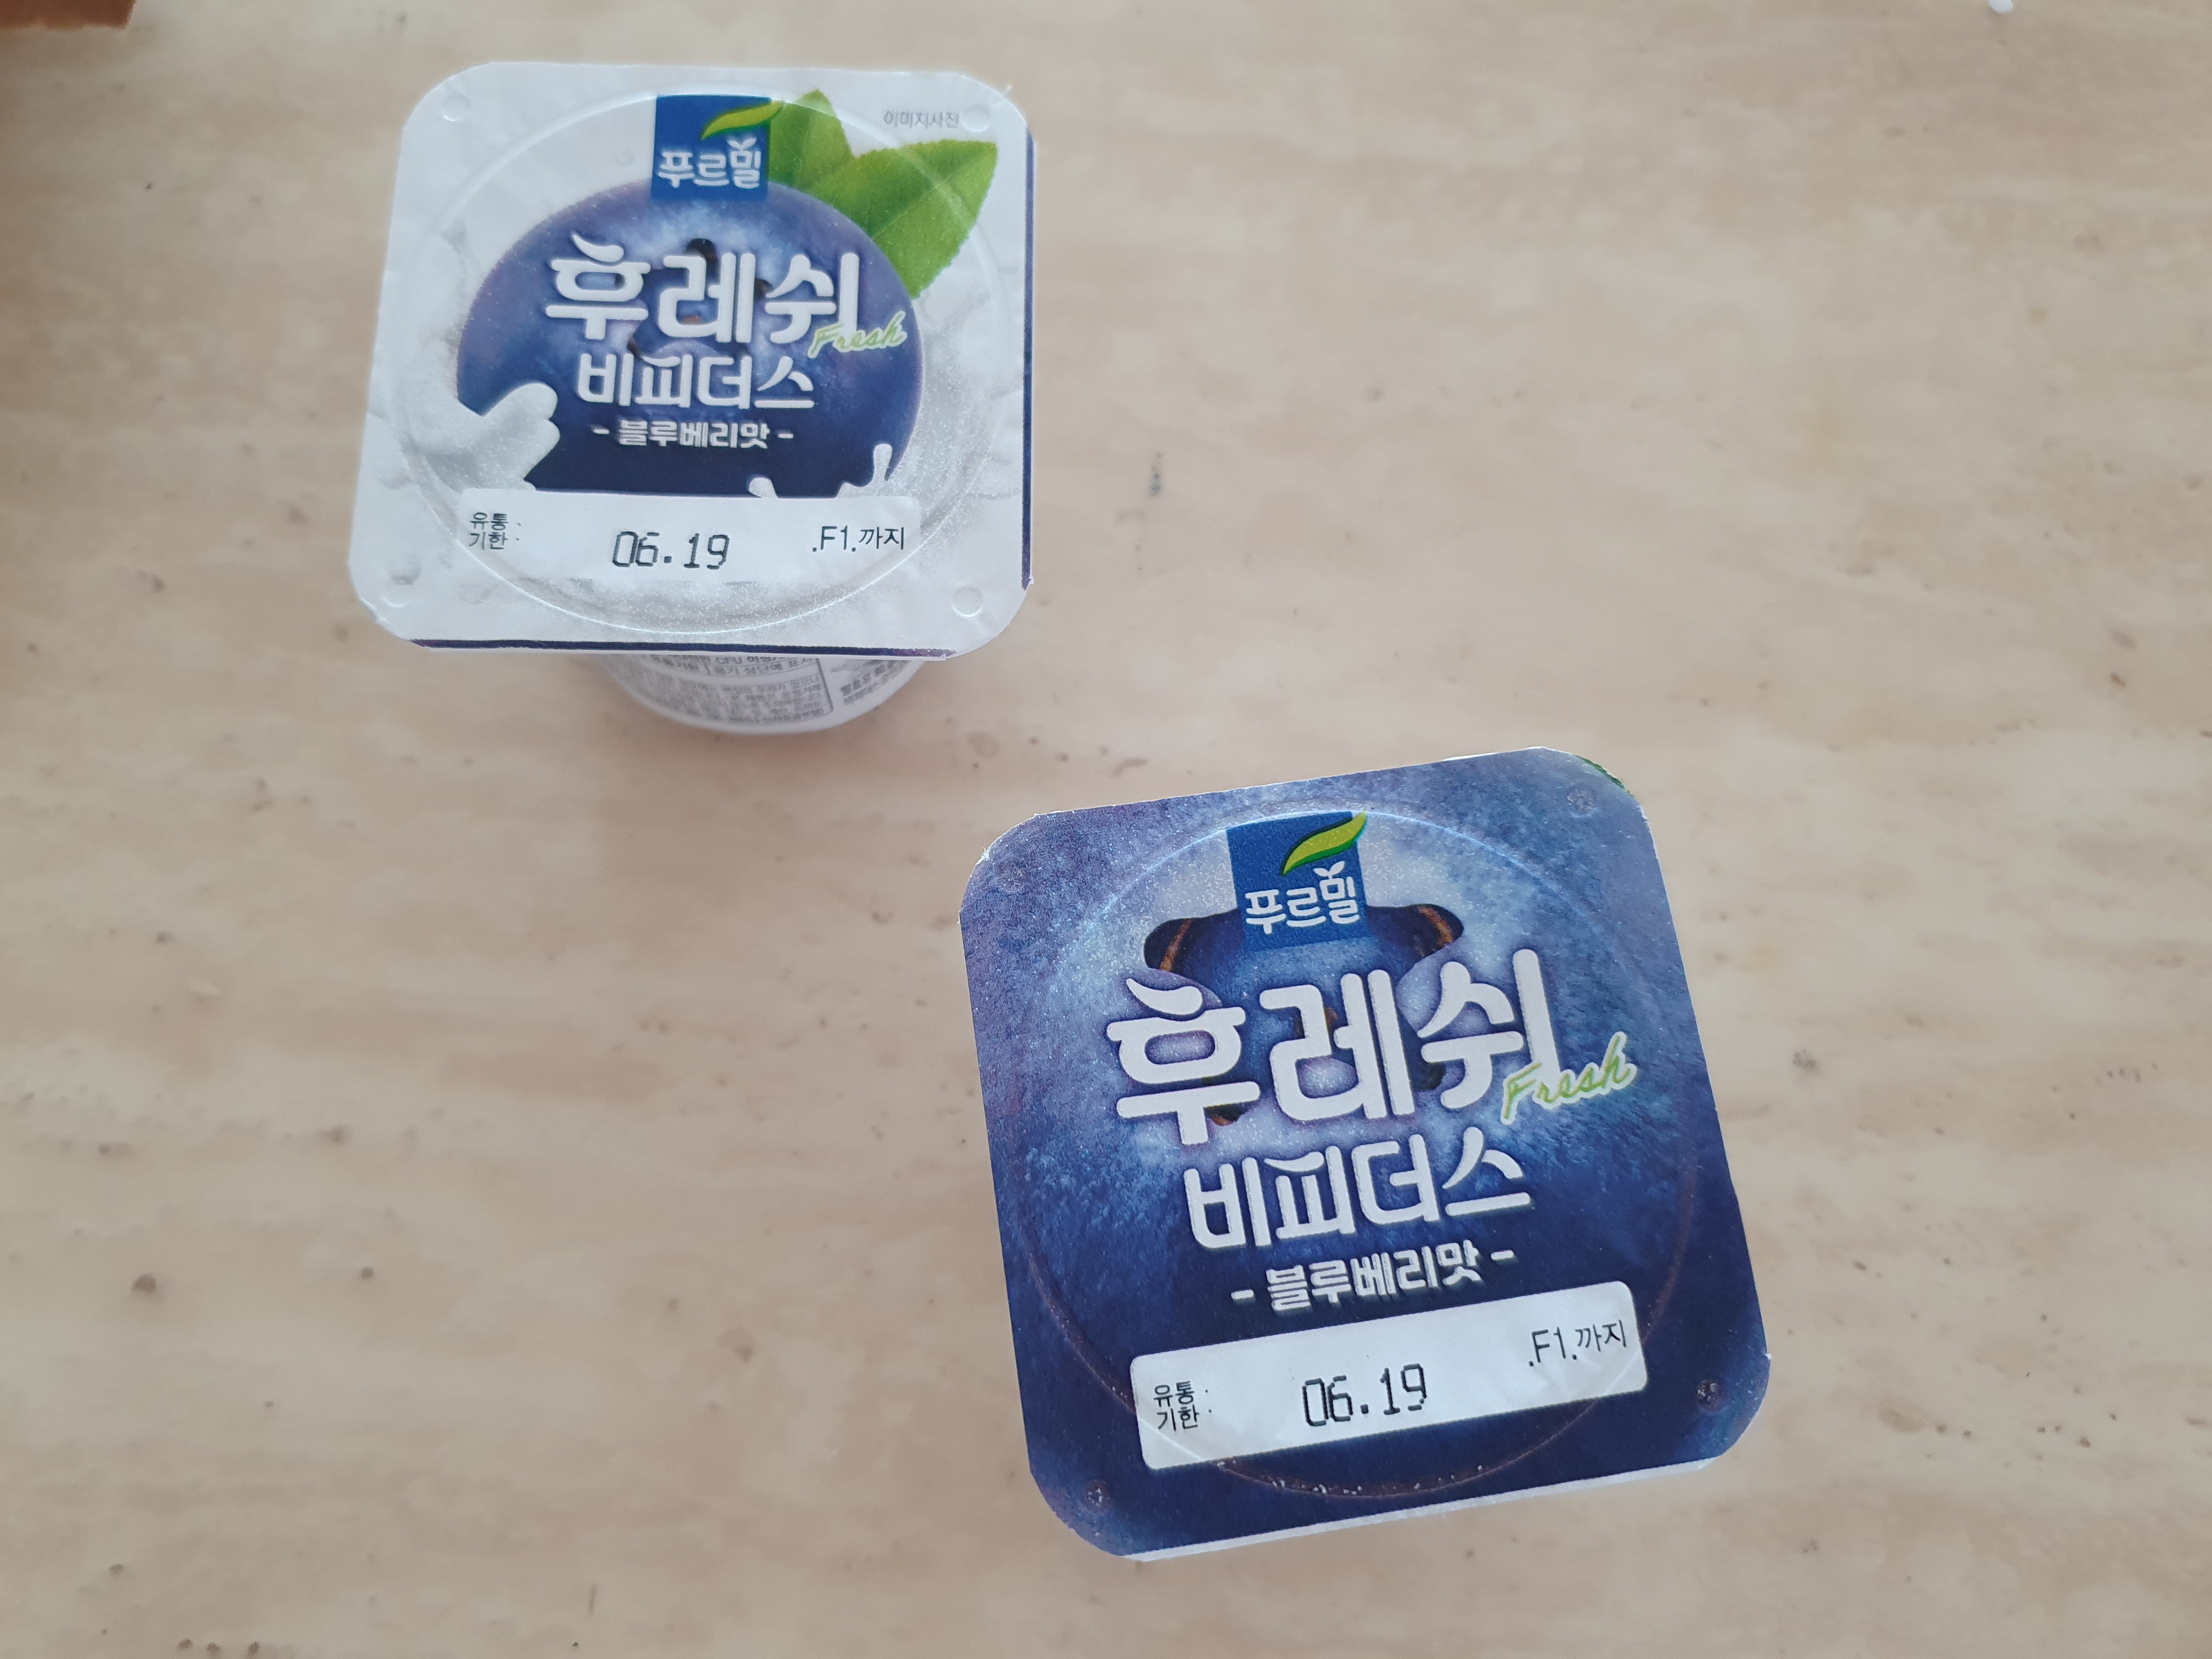 푸르밀
이미지사진
후레쉬
Fresh
비피더스
- 블루베리맛 -
유통
기한
06.19
.F1.까지
푸르밀
후레쉬
Fresh
비피더스
- 블루베리맛 -
유통
기한
06.19
.F1.까지